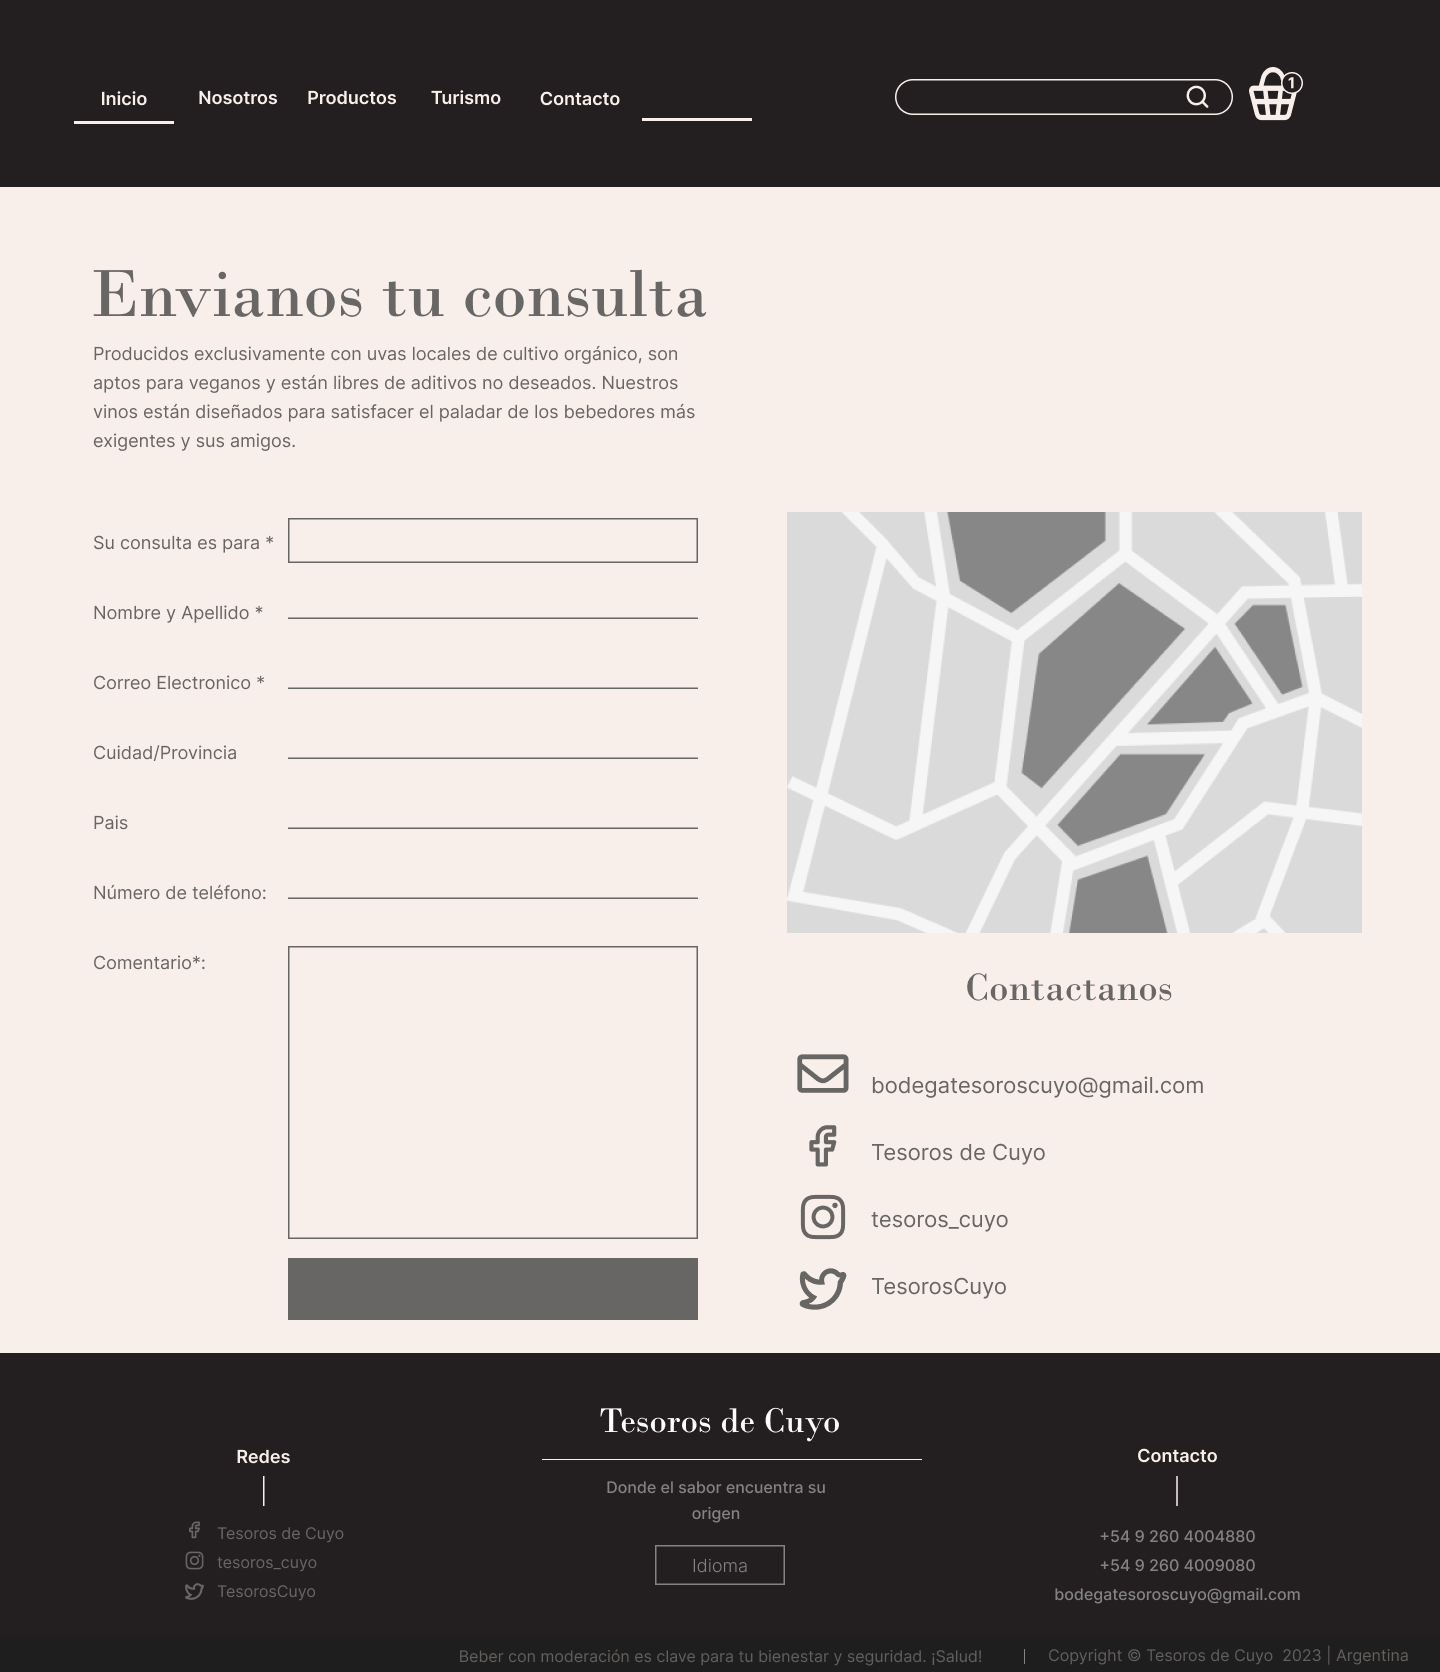 Inicio Nosotros Productos Turismo Contacto
1
Envianos tu consulta
Producidos exclusivamente con uvas locales de cultivo orgánico, son
aptos para veganos y están libres de aditivos no deseados. Nuestros
vinos están diseñados para satisfacer el paladar de los bebedores más
exigentes y sus amigos.
Su consulta es para *
Nombre y Apellido *
Correo Electronico *
Cuidad/Provincia
Pais
Número de teléfono:
Comentario*:
Contactanos
bodegatesoroscuyo@gmail.com
Tesoros de Cuyo
tesoros_cuyo
TesorosCuyo
Redes
Tesoros de Cuyo
tesoros_cuyo
TesorosCuyo
Tesoros de Cuyo
Donde el sabor encuentra su
origen
Idioma
Contacto
+54 9 260 4004880
+54 9 260 4009080
bodegatesoroscuyo@gmail.com
Beber con moderación es clave para tu bienestar y seguridad. ¡Salud! | Copyright © Tesoros de Cuyo 2023 | Argentina